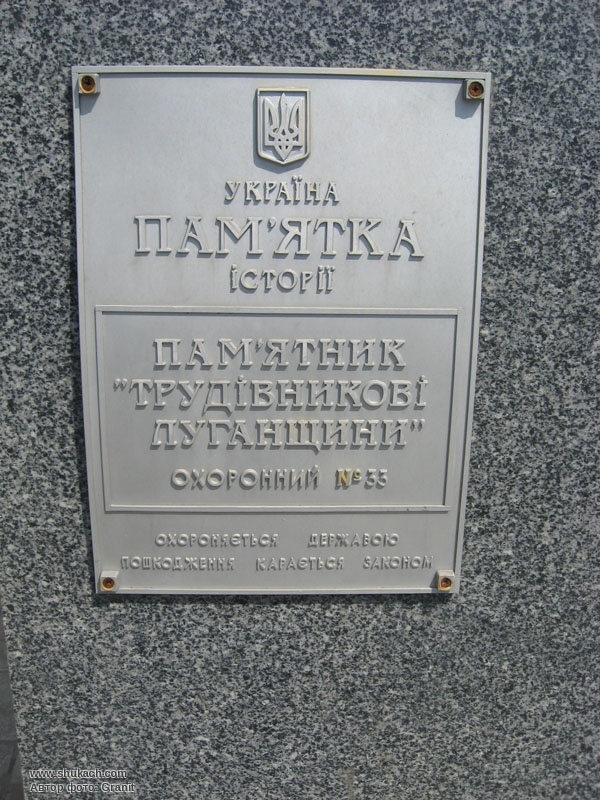 УКРАЇНА
ПАМ'ЯТКА
ІСТОРІЇ
ПАМ'ЯТНИК
"ТРУДІВНИКОВІ
ЛУГАНЩИНИ"
ОХОРОННИЙ №33
ОХОРОНЯЄТЬСЯ ДЕРЖАВОЮ
ПОШКОДЖЕННЯ КАРАЄТЬСЯ ЗАКОНОМ
www.shukach.com
Автор фото: Granit